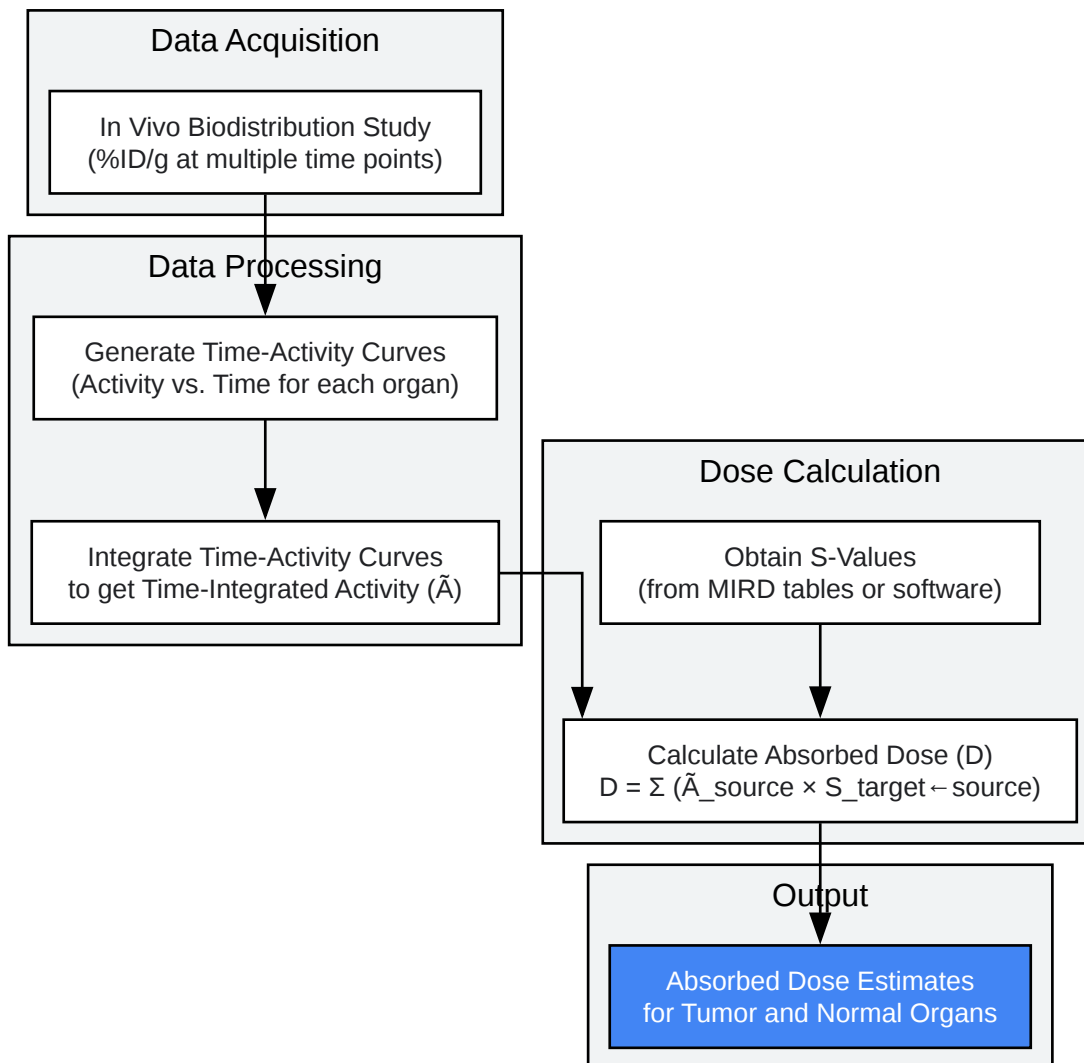 Data Acquisition
In Vivo Biodistribution Study
(%ID/g at multiple time points)
Data Processing
Generate Time-Activity Curves
(Activity vs. Time for each organ)
Integrate Time-Activity Curves
to get Time-Integrated Activity (Ã)
Dose Calculation
Obtain S-Values
(from MIRD tables or software)
Calculate Absorbed Dose (D)
D = Σ (Ã_source × S_target←source)
Output
Absorbed Dose Estimates
for Tumor and Normal Organs